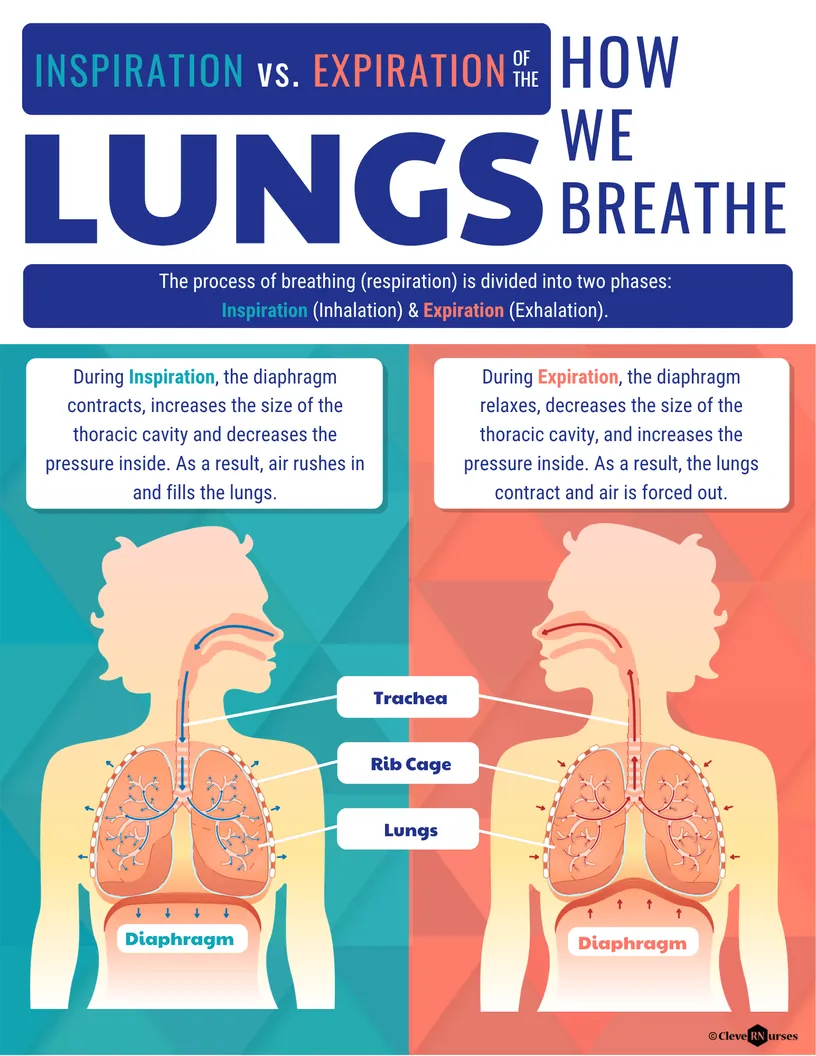 INSPIRATION vs. EXPIRATION OF THE
LUNGS
HOW
WE
BREATHE
The process of breathing (respiration) is divided into two phases:
Inspiration (Inhalation) & Expiration (Exhalation).
During Inspiration, the diaphragm
contracts, increases the size of the
thoracic cavity and decreases the
pressure inside. As a result, air rushes in
and fills the lungs.
During Expiration, the diaphragm
relaxes, decreases the size of the
thoracic cavity, and increases the
pressure inside. As a result, the lungs
contract and air is forced out.
Trachea
Rib Cage
Lungs
Diaphragm
Diaphragm
©CleveRNurses